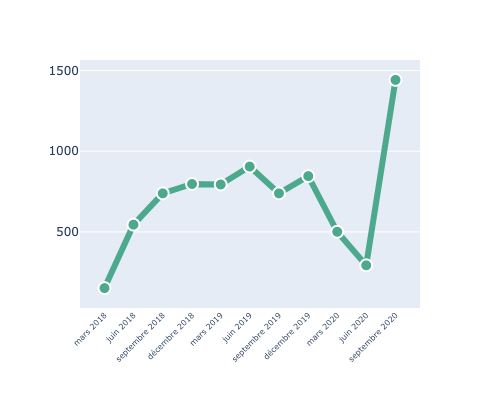 1500
1000
500
mars 2018
juin 2018
septembre 2018
décembre 2018
mars 2019
juin 2019
septembre 2019
décembre 2019
mars 2020
juin 2020
septembre 2020